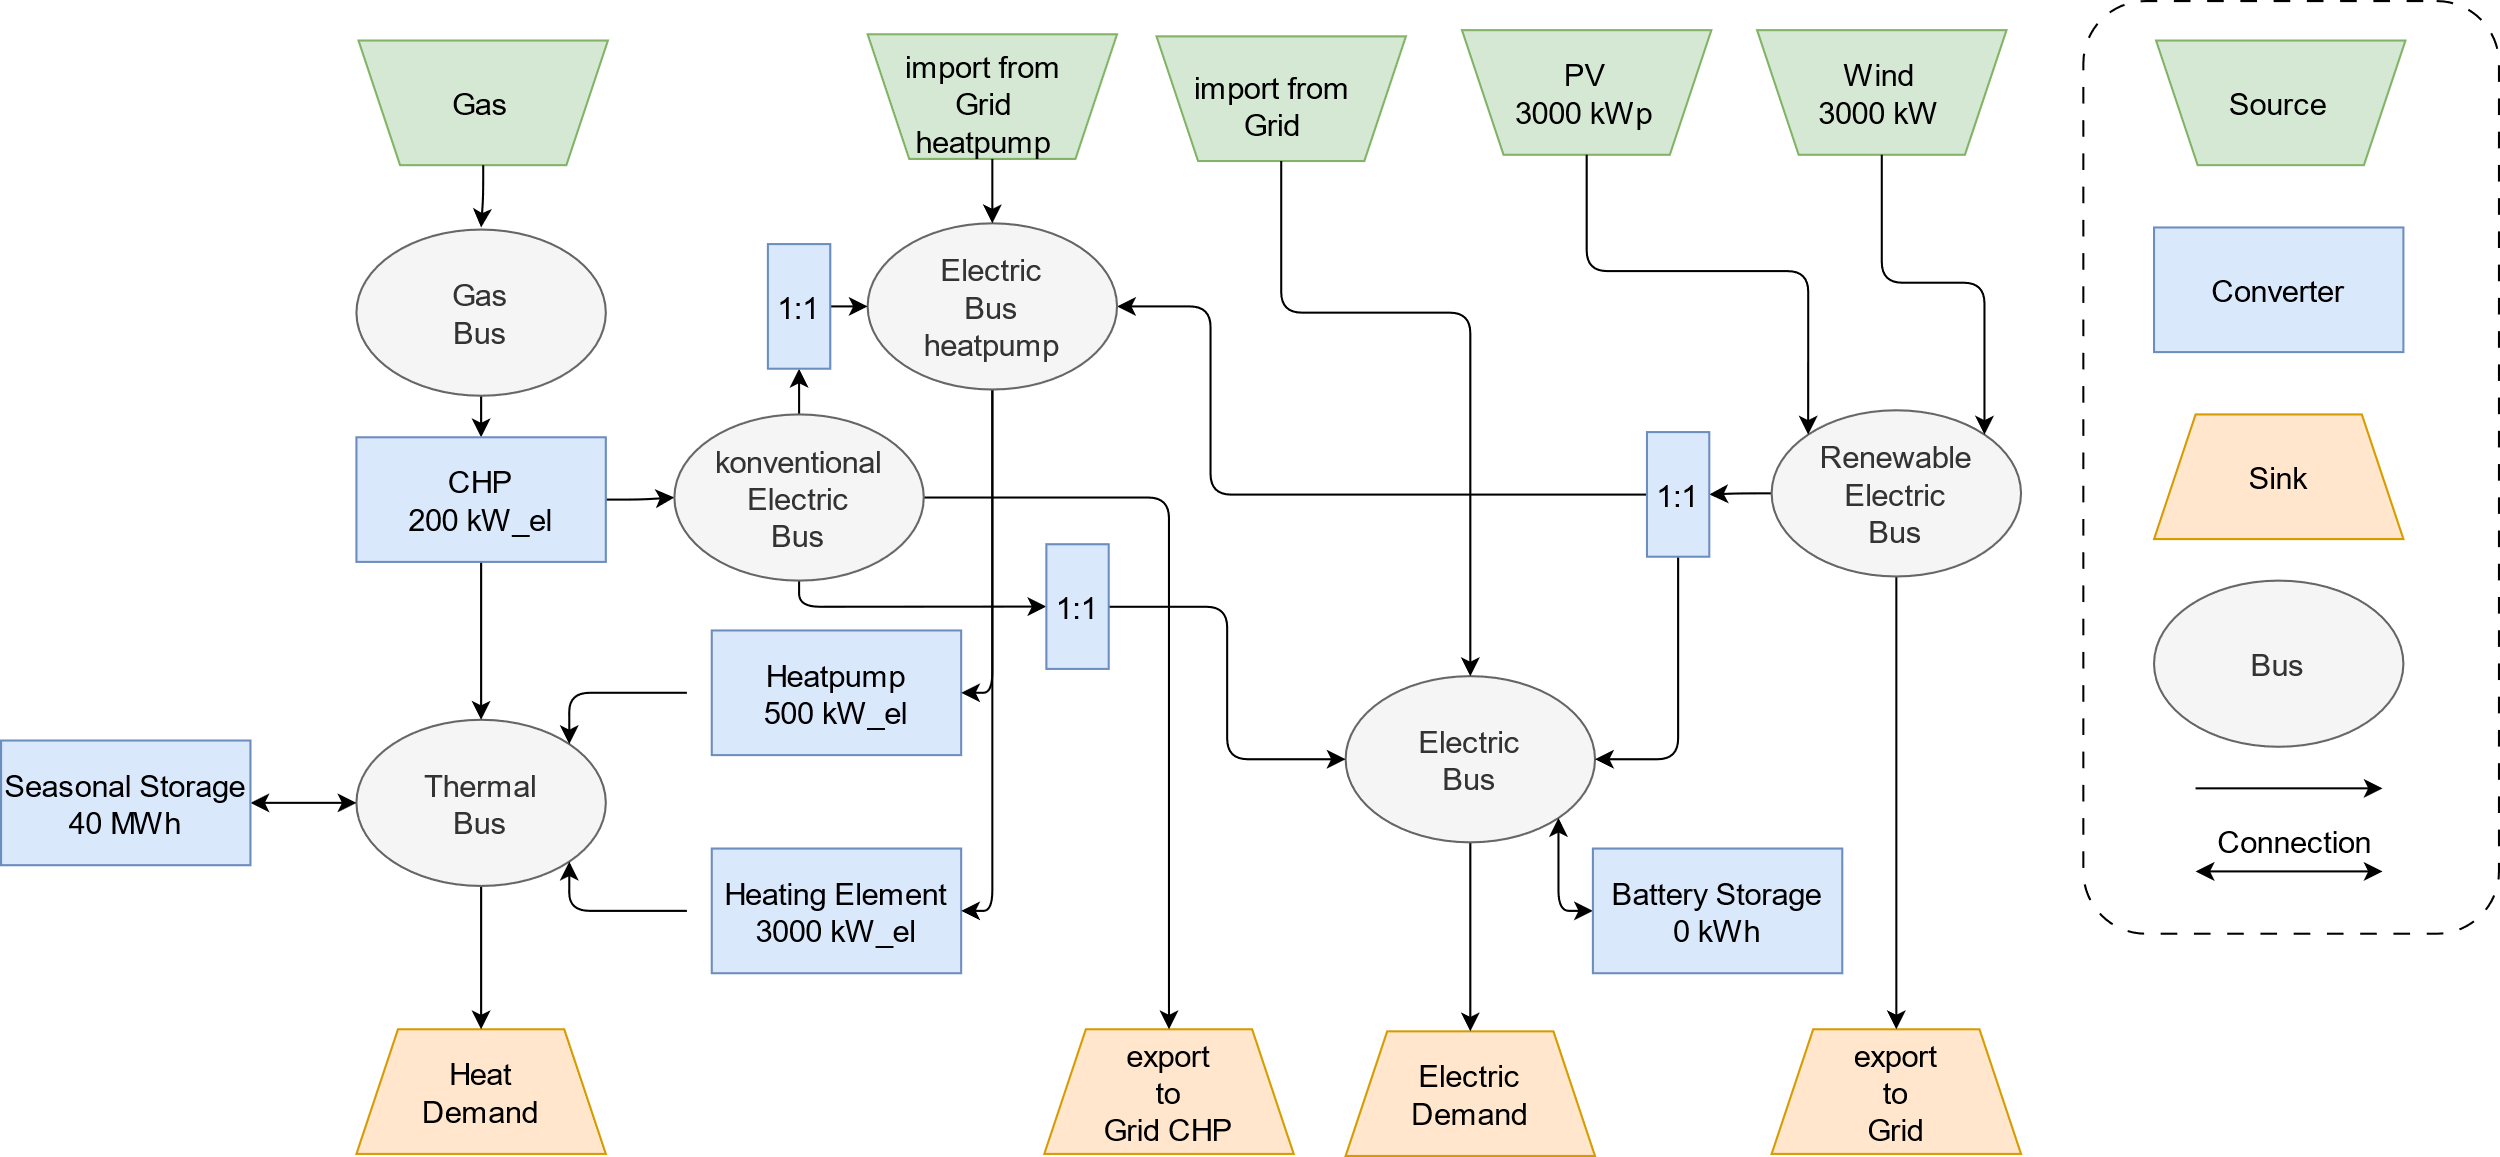 Gas
import from
Grid
heatpump
import from
Grid
PV
3000 kWp
Wind
3000 kW
Source
Gas
Bus
1:1
Electric
Bus
heatpump
Converter
CHP
200 kW_el
konventional
Electric
Bus
1:1
Renewable
Electric
Bus
Sink
1:1
Heatpump
500 kW_el
Bus
Seasonal Storage
40 MWh
Thermal
Bus
Electric
Bus
Connection
Heating Element
3000 kW_el
Battery Storage
0 kWh
Heat
Demand
export
to
Grid CHP
Electric
Demand
export
to
Grid